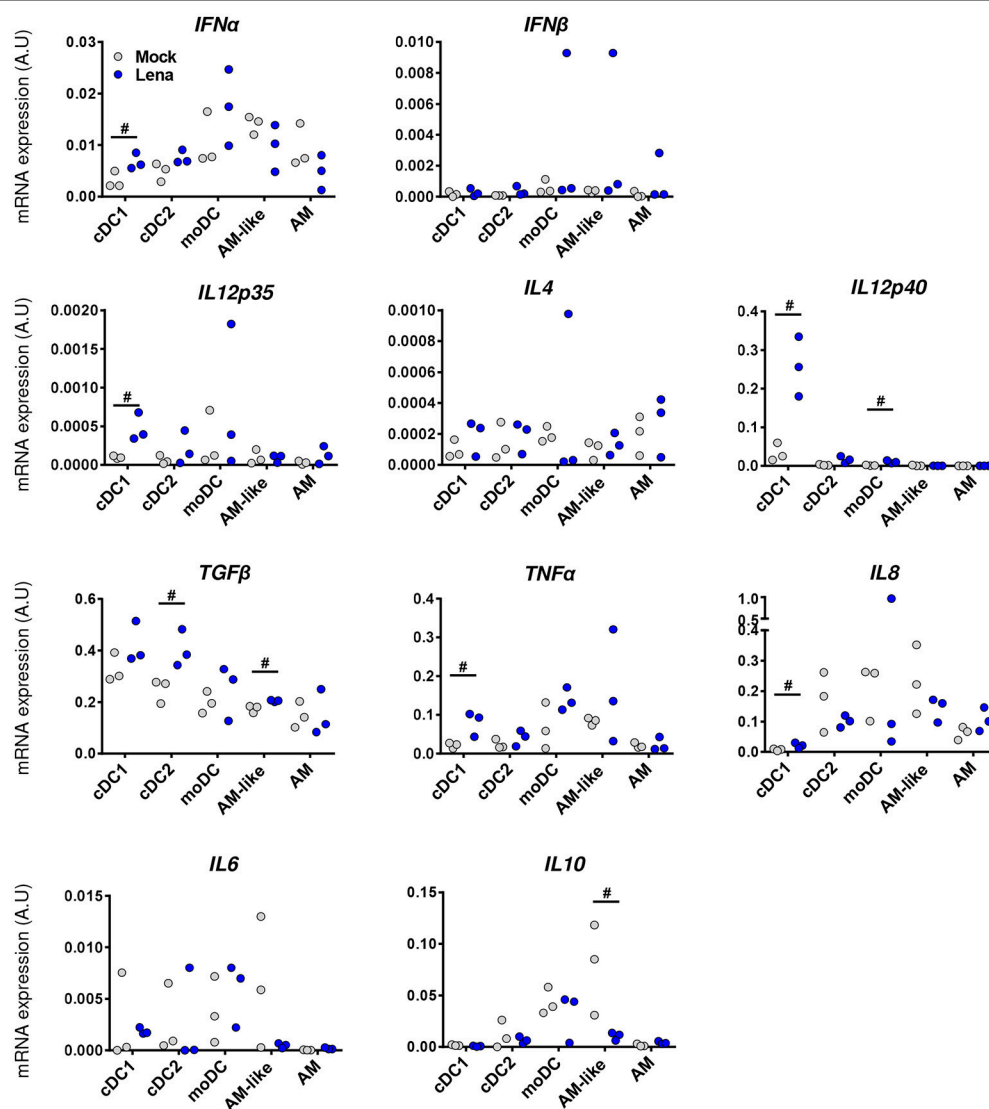 IFNα
IFNβ
mRNA expression (A.U)
0.03
0.02
0.01
0.00
Mock
Lena
#
cDC1
cDC2
moDC
AM-like
AM
0.010
0.008
0.006
0.004
0.002
0.000
cDC1
cDC2
moDC
AM-like
AM
IL12p35
IL4
IL12p40
mRNA expression (A.U)
0.0020
0.0015
0.0010
0.0005
0.0000
#
cDC1
cDC2
moDC
AM-like
AM
0.0010
0.0008
0.0006
0.0004
0.0002
0.0000
cDC1
cDC2
moDC
AM-like
AM
0.4
0.3
0.2
0.1
0.0
#
#
cDC1
cDC2
moDC
AM-like
AM
TGFβ
TNFα
IL8
mRNA expression (A.U)
0.6
0.4
0.2
0.0
#
#
cDC1
cDC2
moDC
AM-like
AM
0.4
0.3
0.2
0.1
0.0
#
cDC1
cDC2
moDC
AM-like
AM
1.0
0.5
0.4
0.3
0.2
0.1
0.0
#
cDC1
cDC2
moDC
AM-like
AM
IL6
IL10
mRNA expression (A.U)
0.015
0.010
0.005
0.000
cDC1
cDC2
moDC
AM-like
AM
0.15
0.10
0.05
0.00
#
cDC1
cDC2
moDC
AM-like
AM